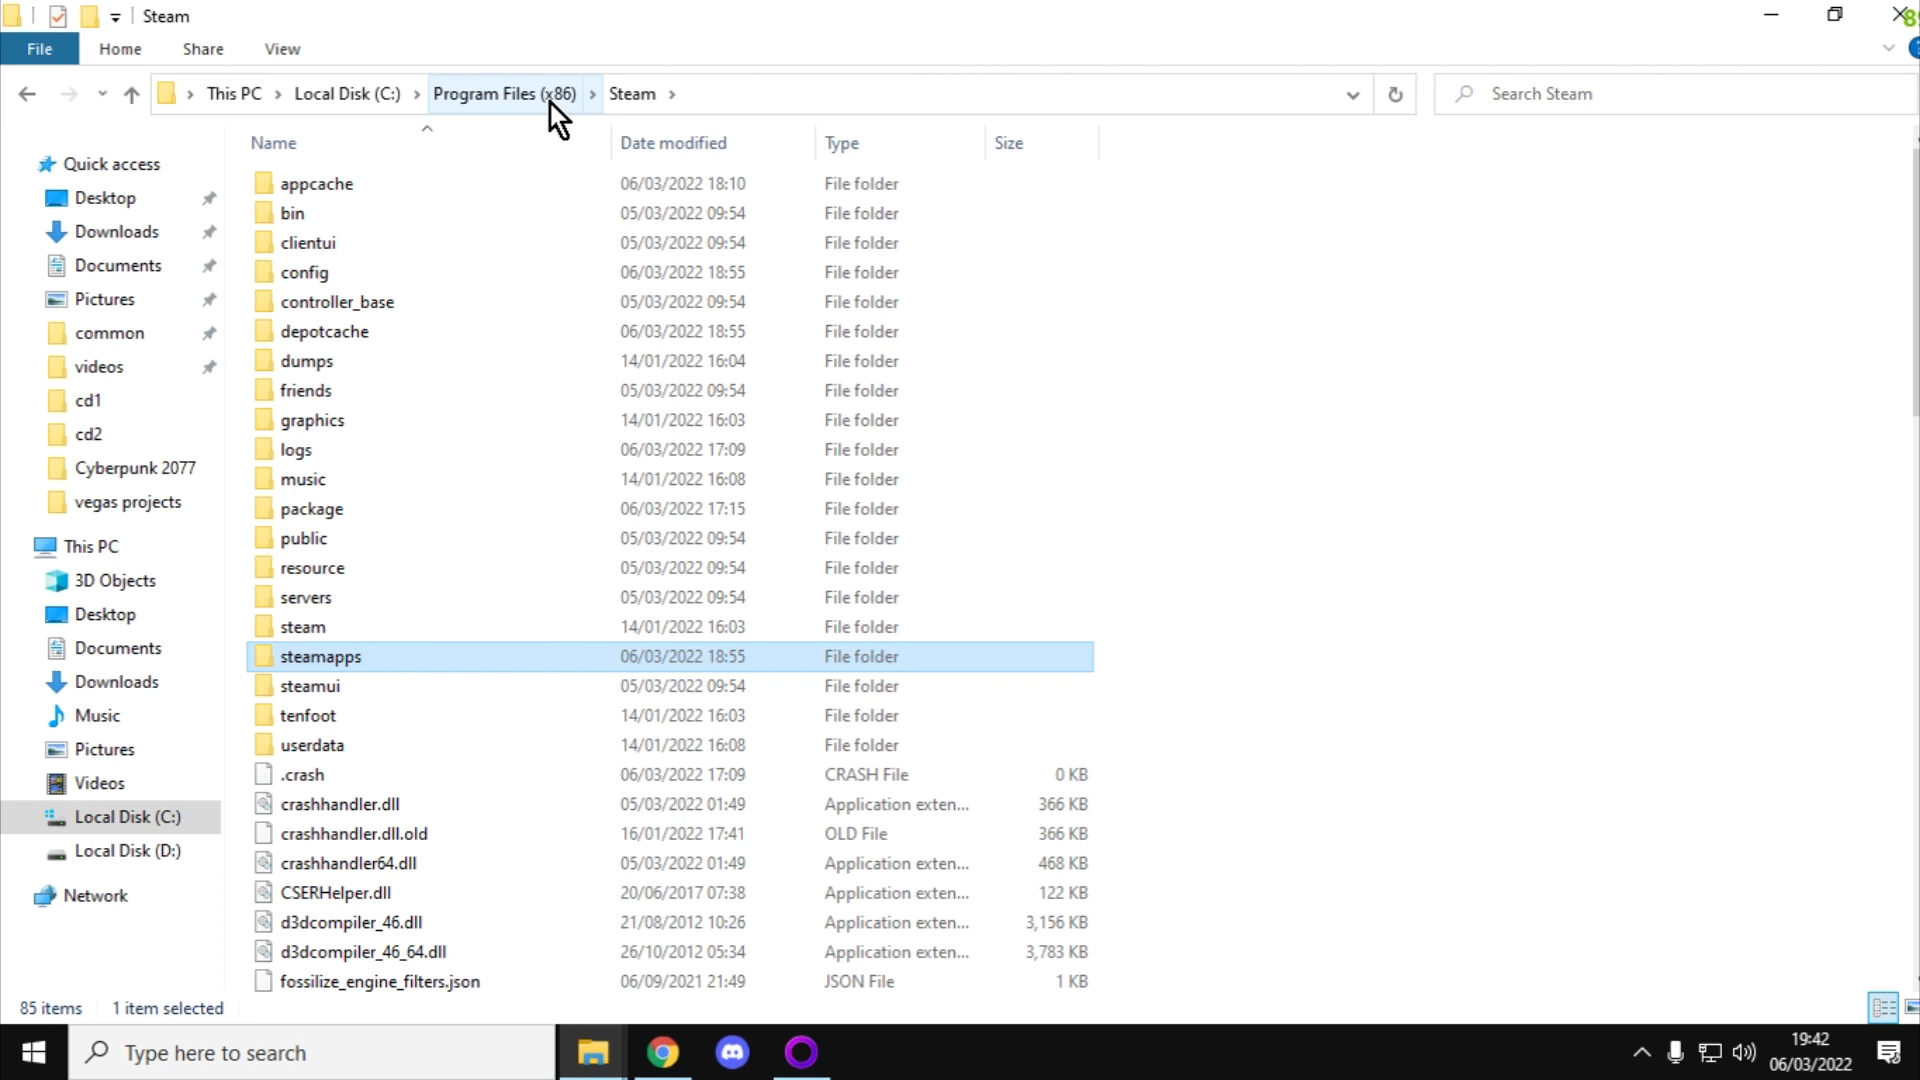 Steam
File Home Share View
This PC Local Disk (C:) Program Files (x86) Steam Search Steam
Name Date modified Type Size
Quick access
Desktop
Downloads
Documents
Pictures
common
videos
cd1
cd2
Cyberpunk 2077
vegas projects
This PC
3D Objects
Desktop
Documents
Downloads
Music
Pictures
Videos
Local Disk (C:)
Local Disk (D:)
Network
appcache 06/03/2022 18:10 File folder
bin 05/03/2022 09:54 File folder
clientui 05/03/2022 09:54 File folder
config 06/03/2022 18:55 File folder
controller_base 05/03/2022 09:54 File folder
depotcache 06/03/2022 18:55 File folder
dumps 14/01/2022 16:04 File folder
friends 05/03/2022 09:54 File folder
graphics 14/01/2022 16:03 File folder
logs 06/03/2022 17:09 File folder
music 14/01/2022 16:08 File folder
package 06/03/2022 17:15 File folder
public 05/03/2022 09:54 File folder
resource 05/03/2022 09:54 File folder
servers 05/03/2022 09:54 File folder
steam 14/01/2022 16:03 File folder
steamapps 06/03/2022 18:55 File folder
steamui 05/03/2022 09:54 File folder
tenfoot 14/01/2022 16:03 File folder
userdata 14/01/2022 16:08 File folder
.crash 06/03/2022 17:09 CRASH File 0 KB
crashhandler.dll 05/03/2022 01:49 Application exten... 366 KB
crashhandler.dll.old 16/01/2022 17:41 OLD File 366 KB
crashhandler64.dll 05/03/2022 01:49 Application exten... 468 KB
CSERHelper.dll 20/06/2017 07:38 Application exten... 122 KB
d3dcompiler_46.dll 21/08/2012 10:26 Application exten... 3,156 KB
d3dcompiler_46_64.dll 26/10/2012 05:34 Application exten... 3,783 KB
fossilize_engine_filters.json 06/09/2021 21:49 JSON File 1 KB
85 items 1 item selected
Type here to search
19:42
06/03/2022